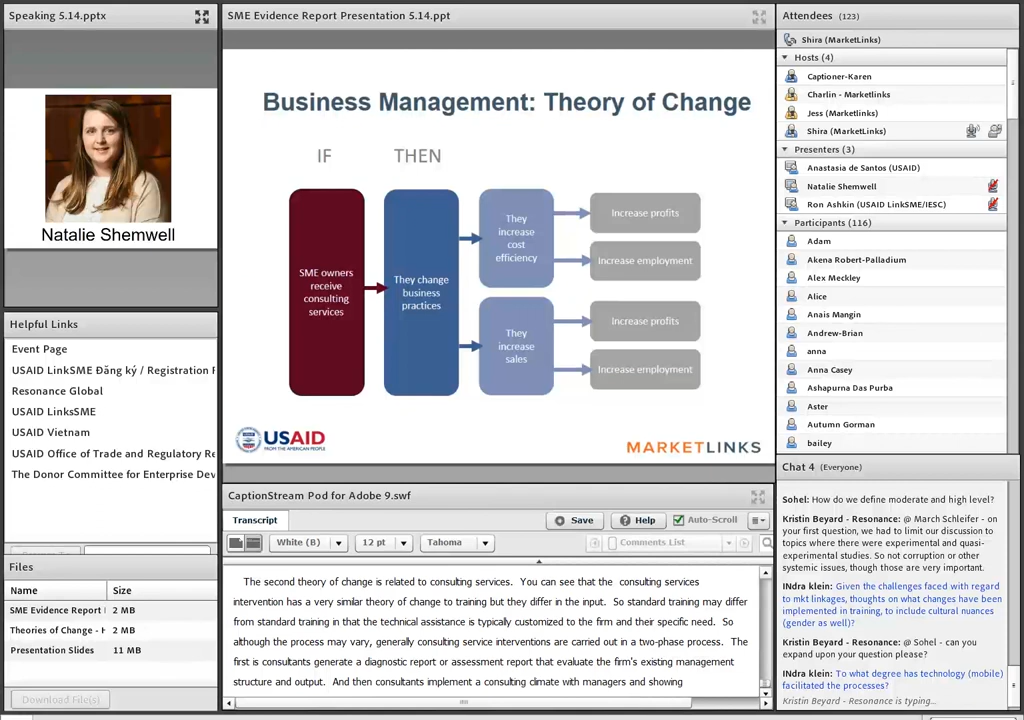 Speaking 5.14.pptx
Natalie Shemwell
Helpful Links
Event Page
USAID LinkSME Đăng ký / Registration F
Resonance Global
USAID LinksSME
USAID Vietnam
USAID Office of Trade and Regulatory Re
The Donor Committee for Enterprise Dev
Files
Name Size
SME Evidence Report 2 MB
Theories of Change - H 2 MB
Presentation Slides 11 MB
Download File(s)
SME Evidence Report Presentation 5.14.ppt
Business Management: Theory of Change
IF THEN
SME owners
receive
consulting
services
They change
business
practices
They
increase
cost
efficiency
Increase profits
Increase employment
They
increase
sales
Increase profits
Increase employment
USAID
FROM THE AMERICAN PEOPLE
MARKETLINKS
CaptionStream Pod for Adobe 9.swf
Transcript Save Help Auto-Scroll
White (B) 12 pt Tahoma Comments List
The second theory of change is related to consulting services. You can see that the consulting services
intervention has a very similar theory of change to training but they differ in the input. So standard training may differ
from standard training in that the technical assistance is typically customized to the firm and their specific need. So
although the process may vary, generally consulting service interventions are carried out in a two-phase process. The
first is consultants generate a diagnostic report or assessment report that evaluate the firm's existing management
structure and output. And then consultants implement a consulting climate with managers and showing
Attendees (123)
Shira (MarketLinks)
Hosts (4)
Captioner-Karen
Charlin - Marketlinks
Jess (Marketlinks)
Shira (MarketLinks)
Presenters (3)
Anastasia de Santos (USAID)
Natalie Shemwell
Ron Ashkin (USAID LinkSME/IESC)
Participants (116)
Adam
Akena Robert-Palladium
Alex Meckley
Alice
Anais Mangin
Andrew-Brian
anna
Anna Casey
Ashapurna Das Purba
Aster
Autumn Gorman
bailey
Chat 4 (Everyone)
Sohel: How do we define moderate and high level?
Kristin Beyard - Resonance: @ March Schleifer - on
your first question, we had to limit our discussion to
topics where there were experimental and quasi-
experimental studies. So not corruption or other
systemic issues, though those are very important.
INdra klein: Given the challenges faced with regard
to mkt linkages, thoughts on what changes have been
implemented in training, to include cultural nuances
(gender as well)?
Kristin Beyard - Resonance: @ Sohel - can you
expand upon your question please?
INdra klein: To what degree has technology (mobile)
facilitated the processes?
Kristin Beyard - Resonance is typing...